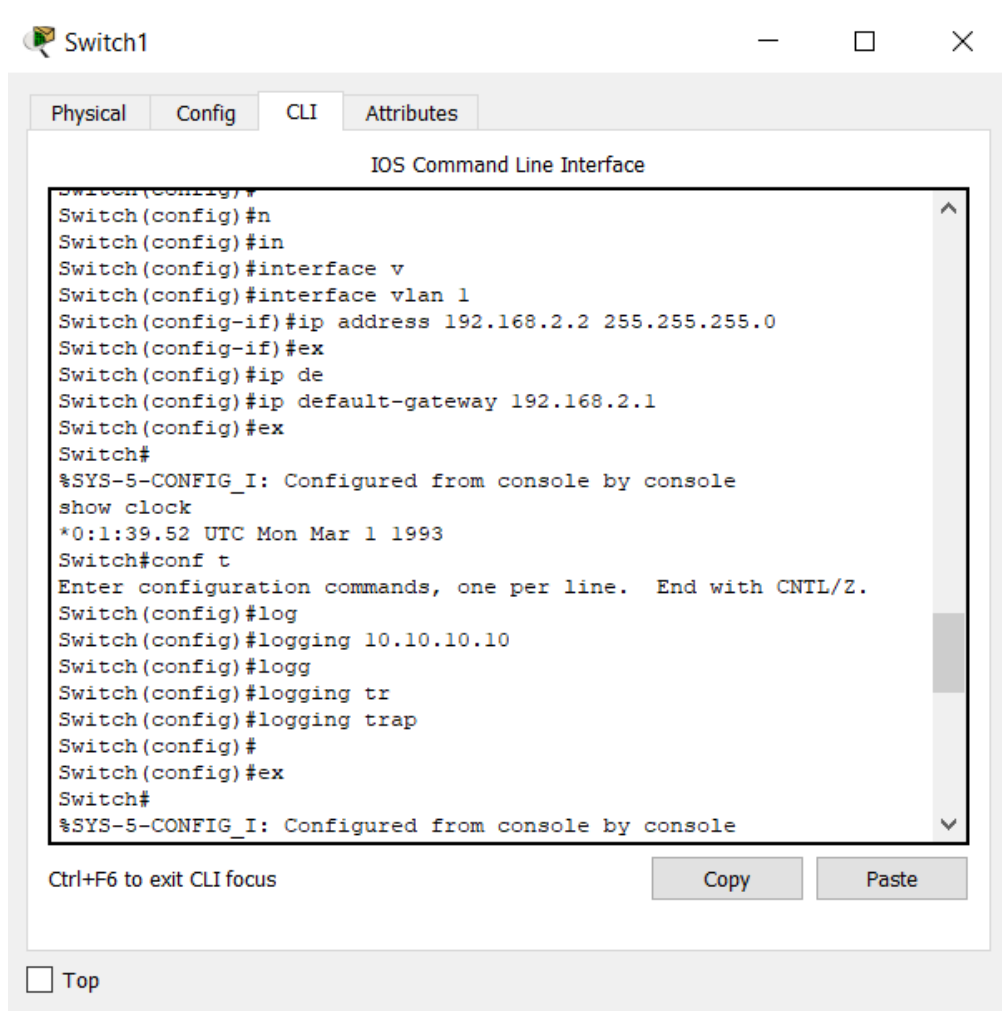 Switch1
Physical Config CLI Attributes
IOS Command Line Interface
Switch(config)#
Switch(config)#n
Switch(config)#in
Switch(config)#interface v
Switch(config)#interface vlan 1
Switch(config-if)#ip address 192.168.2.2 255.255.255.0
Switch(config-if)#ex
Switch(config)#ip de
Switch(config)#ip default-gateway 192.168.2.1
Switch(config)#ex
Switch#
%SYS-5-CONFIG_I: Configured from console by console
show clock
*0:1:39.52 UTC Mon Mar 1 1993
Switch#conf t
Enter configuration commands, one per line.  End with CNTL/Z.
Switch(config)#log
Switch(config)#logging 10.10.10.10
Switch(config)#logg
Switch(config)#logging tr
Switch(config)#logging trap
Switch(config)#
Switch(config)#ex
Switch#
%SYS-5-CONFIG_I: Configured from console by console
Ctrl+F6 to exit CLI focus
Copy Paste
Top